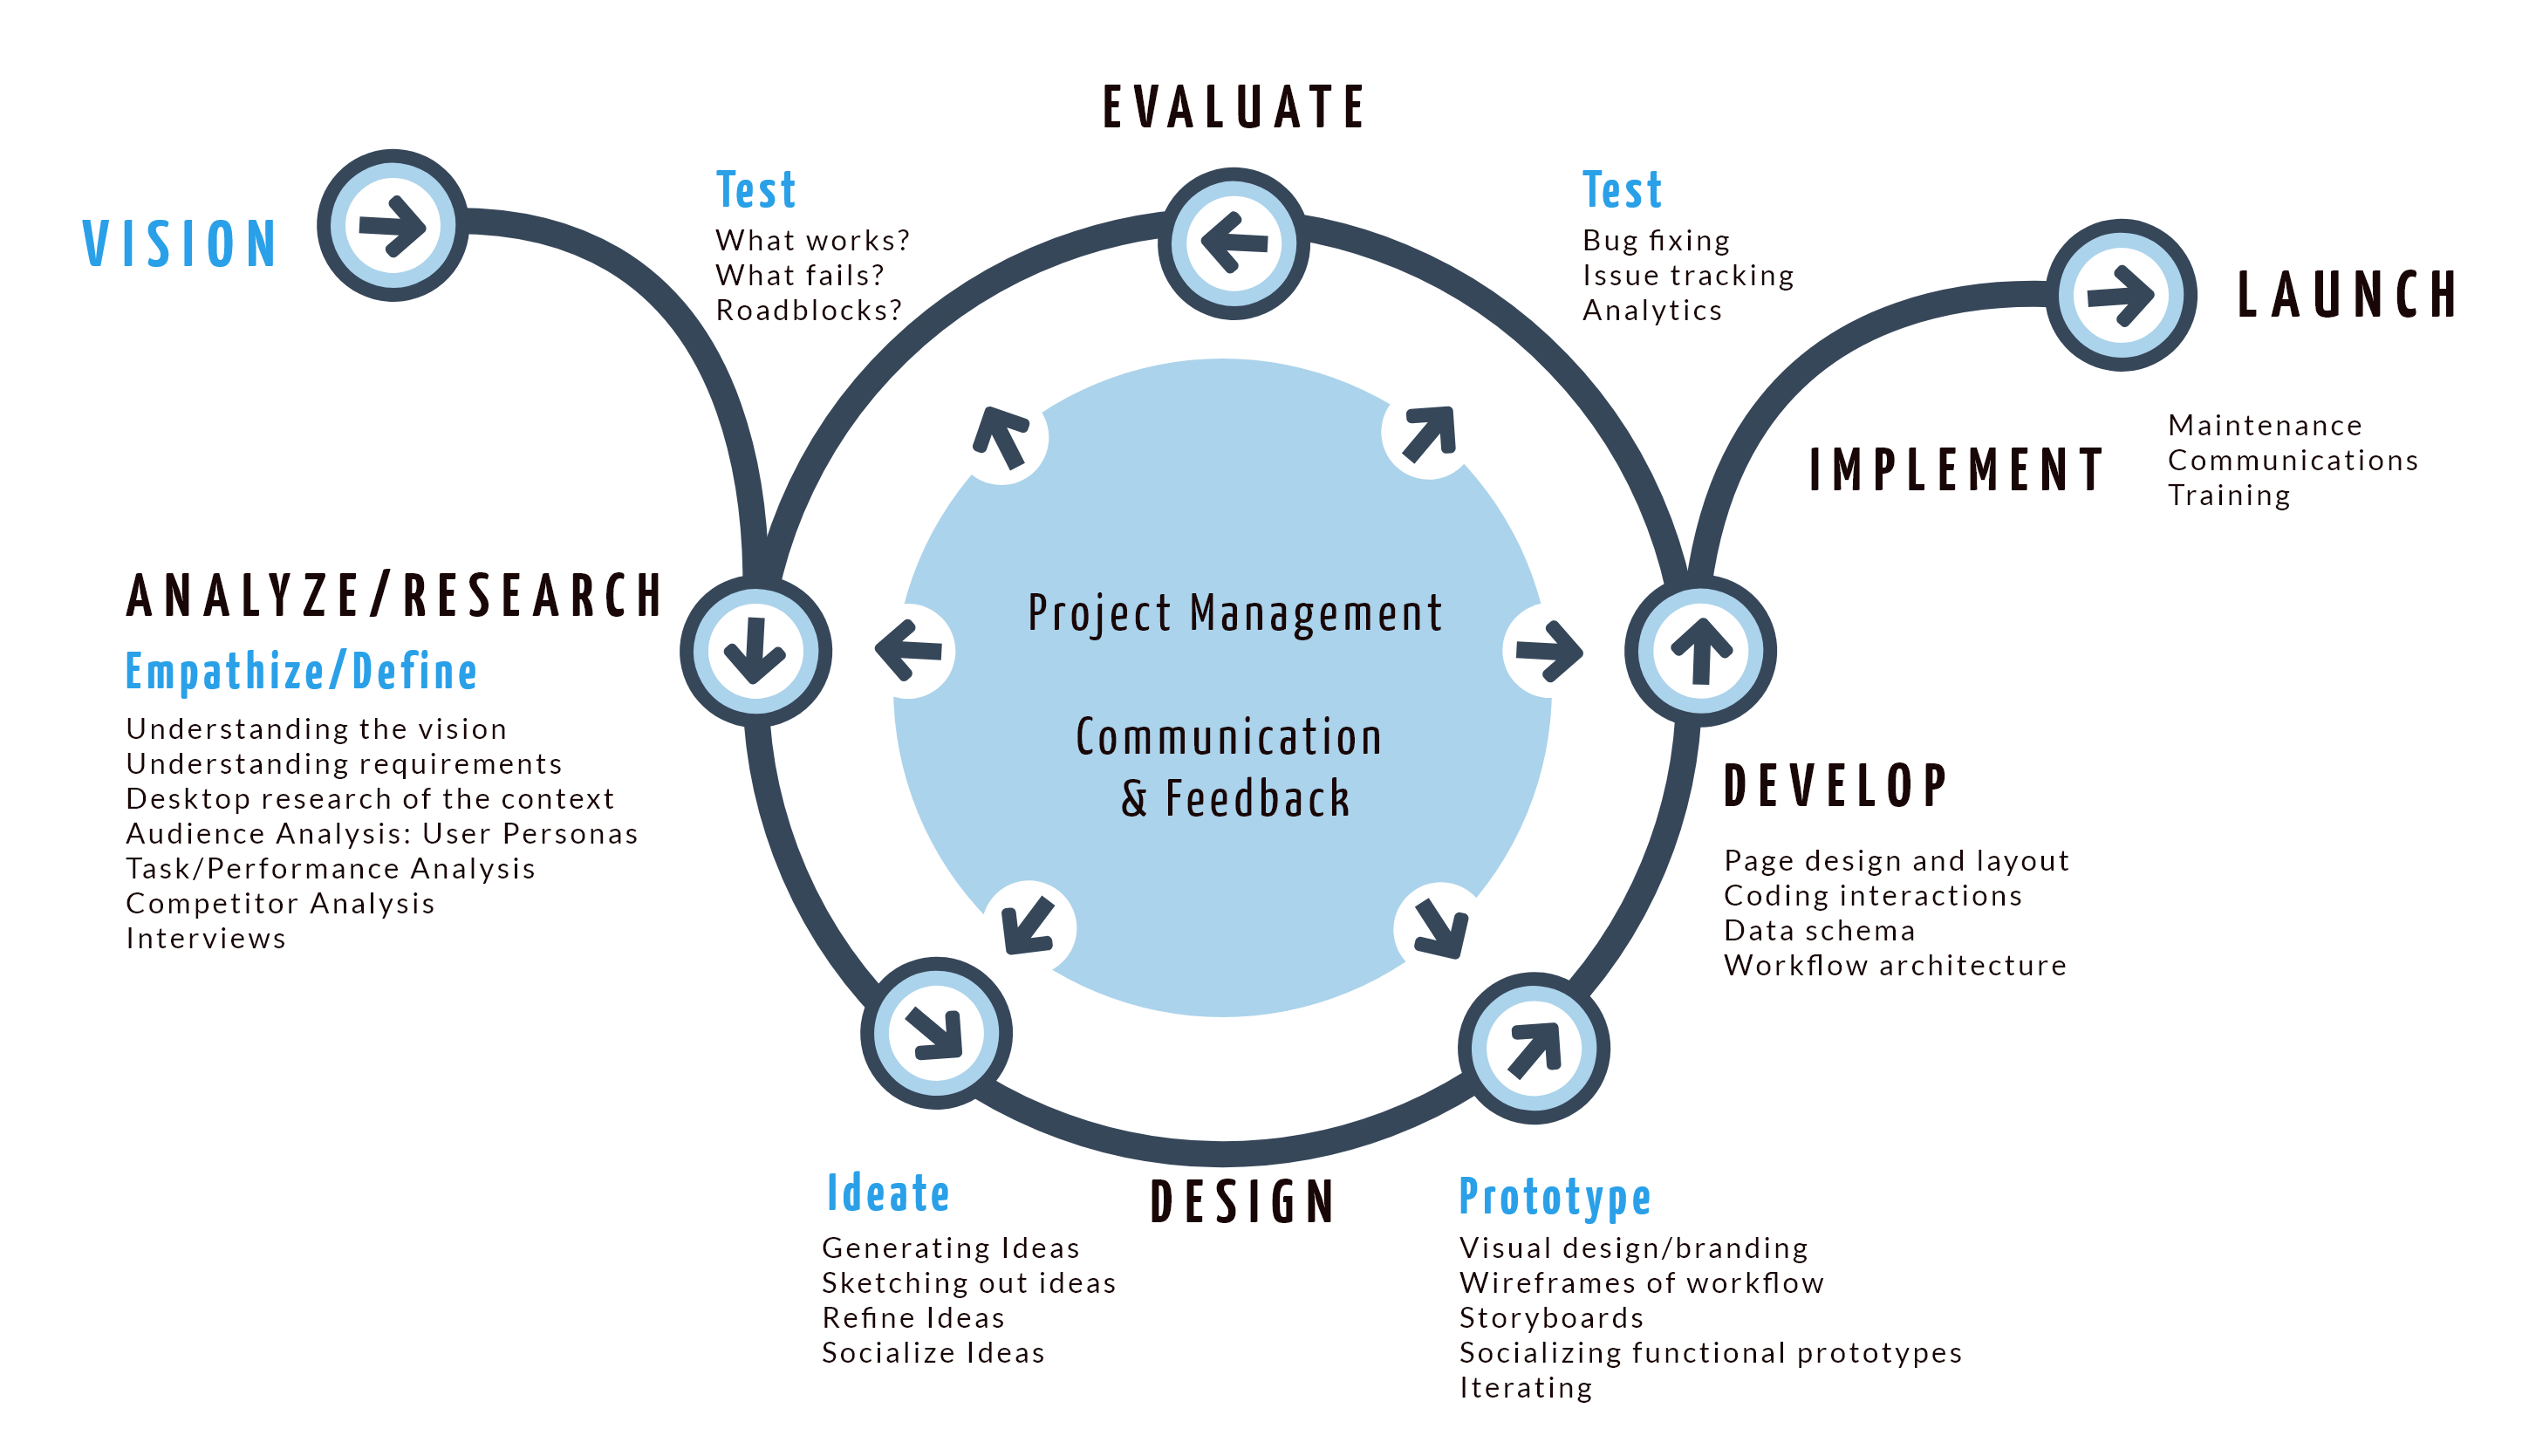 EVALUATE
VISION
Test
What works?
What fails?
Roadblocks?
Test
Bug fixing
Issue tracking
Analytics
LAUNCH
Maintenance
Communications
Training
IMPLEMENT
ANALYZE/RESEARCH
Empathize/Define
Understanding the vision
Understanding requirements
Desktop research of the context
Audience Analysis: User Personas
Task/Performance Analysis
Competitor Analysis
Interviews
Project Management
Communication
& Feedback
DEVELOP
Page design and layout
Coding interactions
Data schema
Workflow architecture
Ideate
Generating Ideas
Sketching out ideas
Refine Ideas
Socialize Ideas
DESIGN
Prototype
Visual design/branding
Wireframes of workflow
Storyboards
Socializing functional prototypes
Iterating